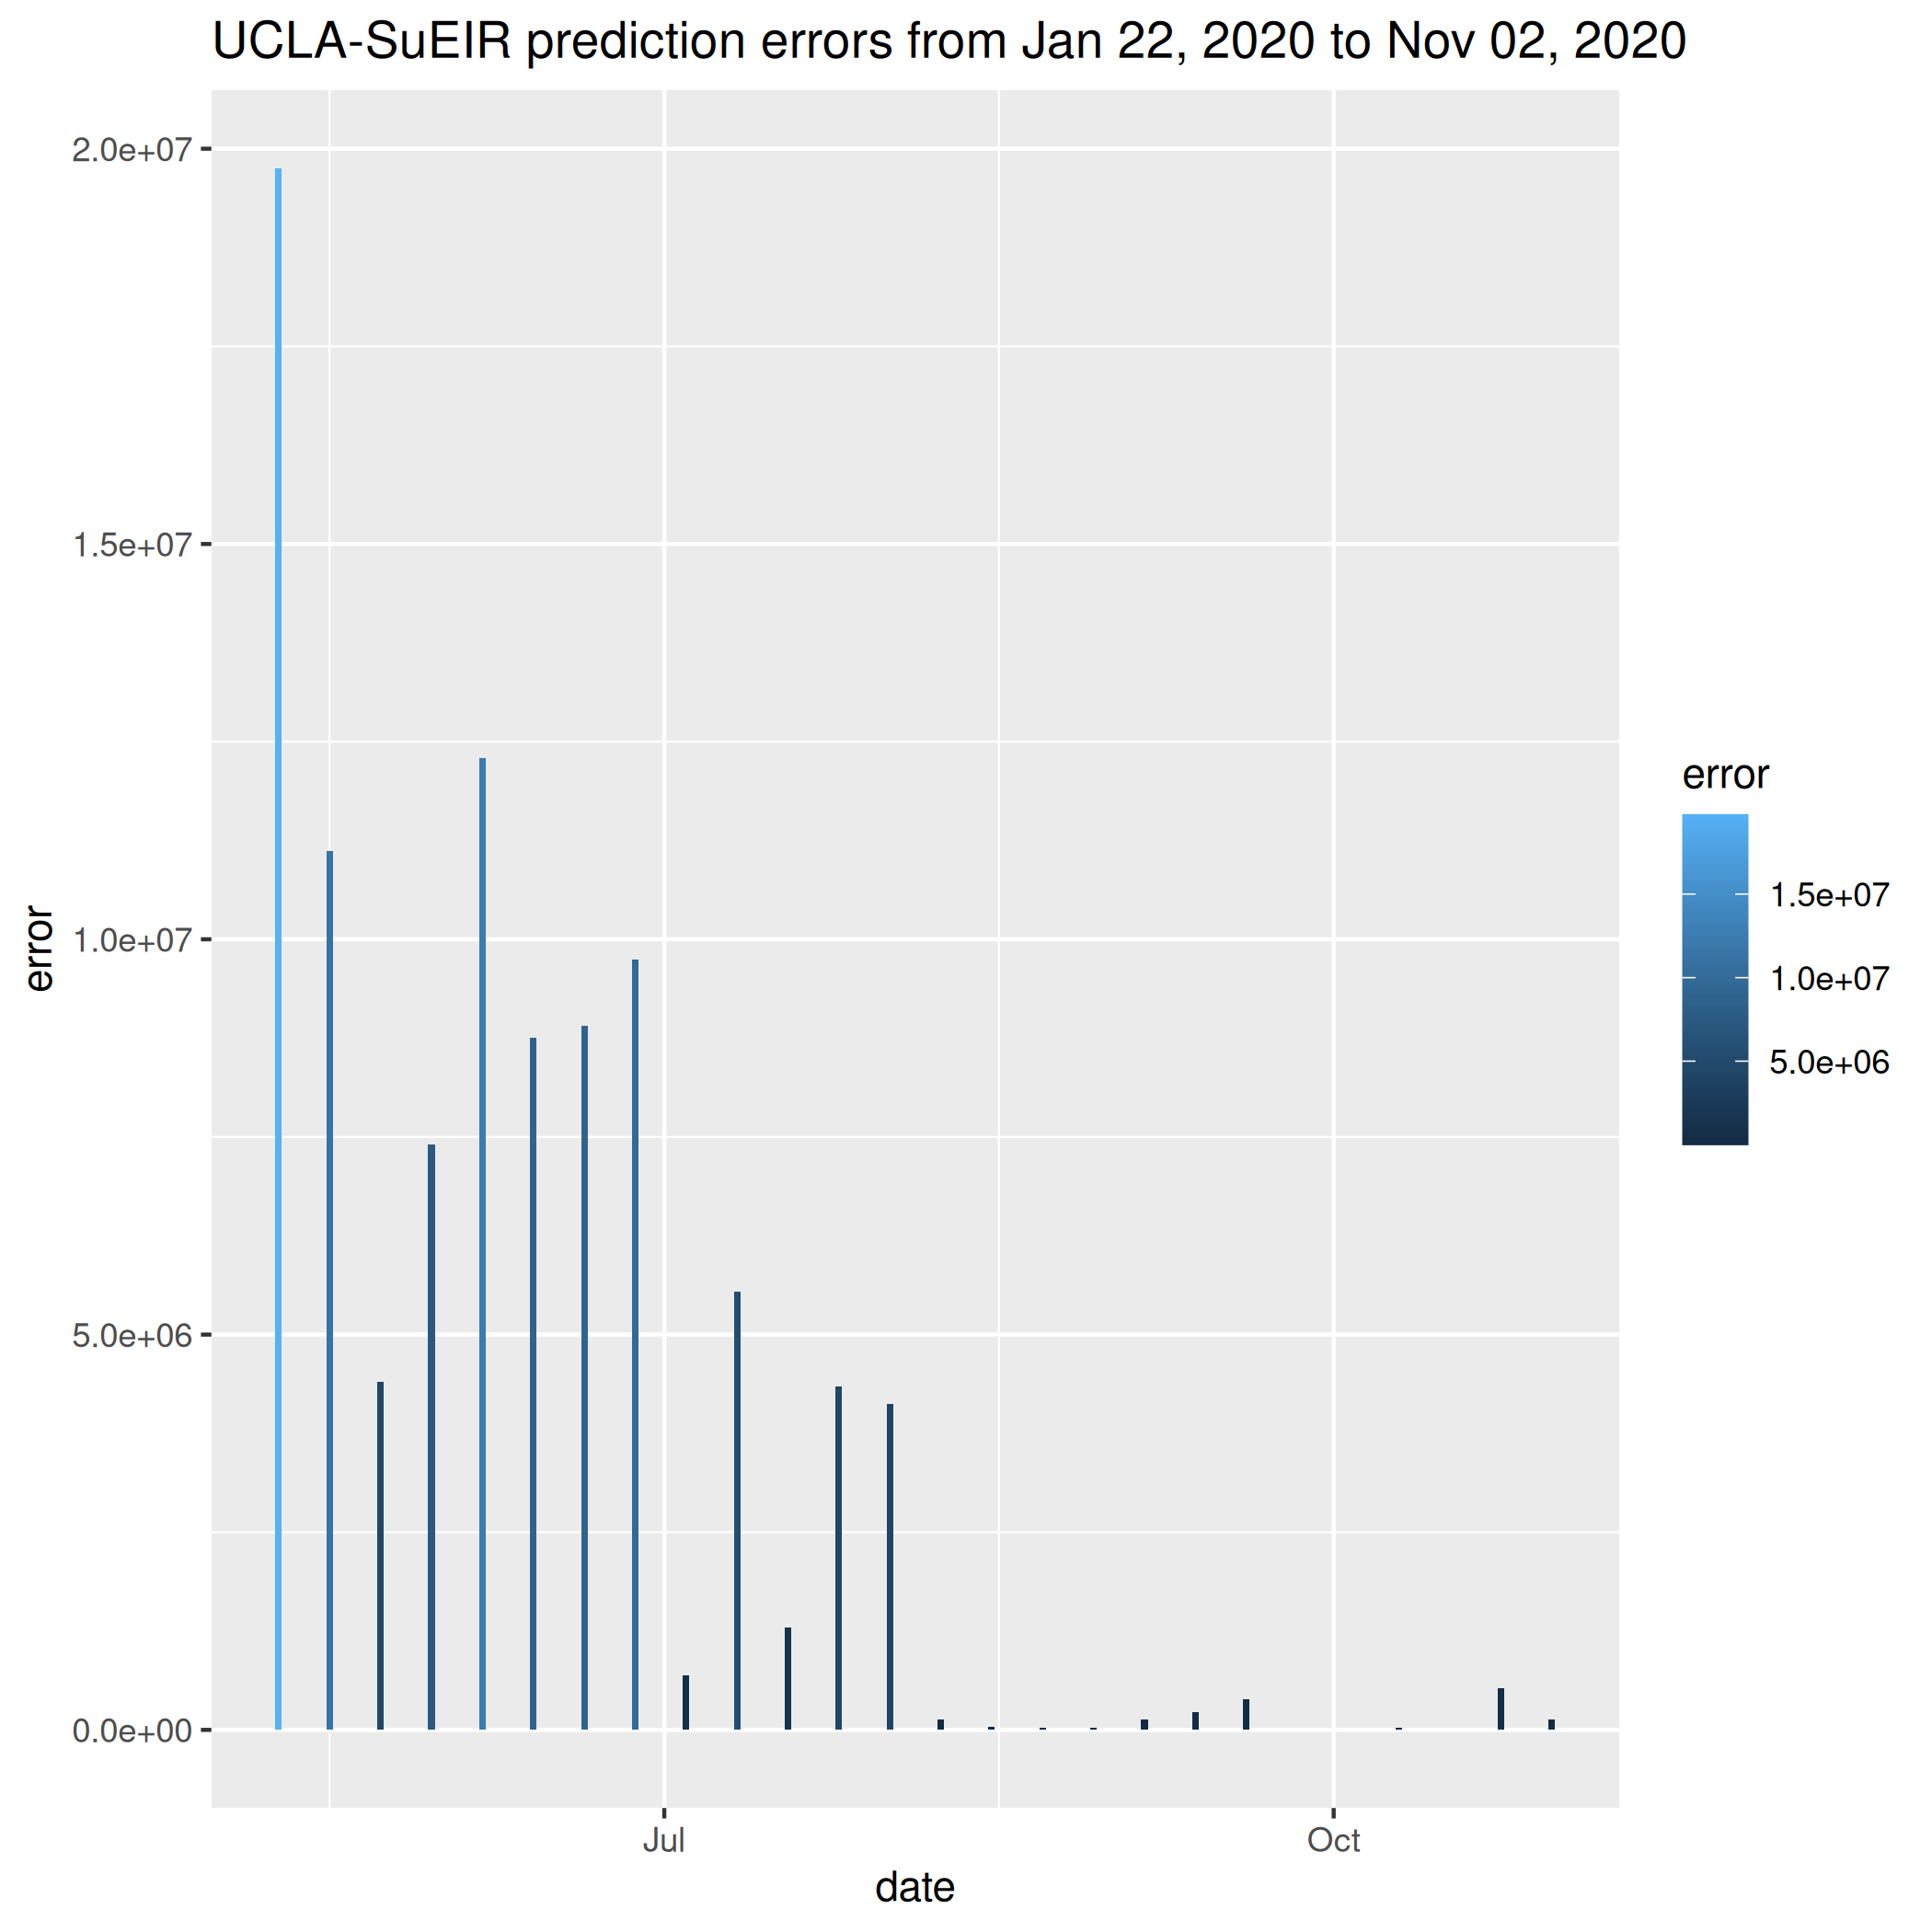 UCLA-SuEIR prediction errors from Jan 22, 2020 to Nov 02, 2020
2.0e+07
1.5e+07
1.0e+07
5.0e+06
0.0e+00
error
Jul
Oct
date
error
1.5e+07
1.0e+07
5.0e+06